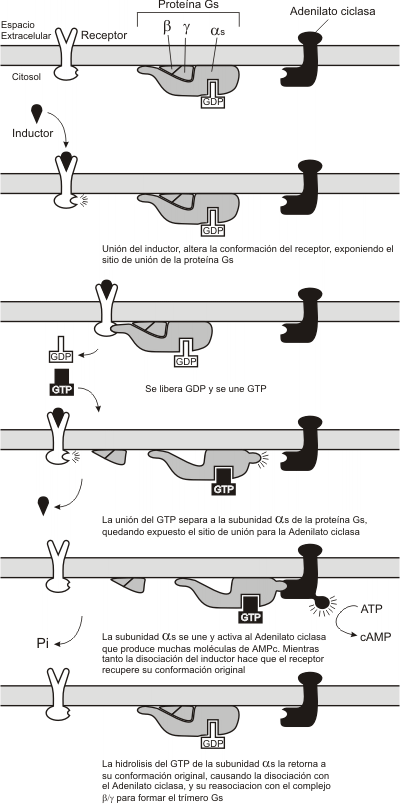 Proteína Gs
Adenilato ciclasa
Espacio
Extracelular
Receptor
β γ αs
Citosol
GDP
Inductor
GDP
Unión del inductor, altera la conformación del receptor, exponiendo el
sitio de unión de la proteína Gs
GDP
GDP
GTP
Se libera GDP y se une GTP
GTP
La unión del GTP separa a la subunidad αs de la proteína Gs,
quedando expuesto el sitio de unión para la Adenilato ciclasa
GTP
ATP
cAMP
Pi
La subunidad αs se une y activa al Adenilato ciclasa
que produce muchas moléculas de AMPc. Mientras
tanto la disociación del inductor hace que el receptor
recupere su conformación original
GDP
La hidrolisis del GTP de la subunidad αs la retorna a
su conformación original, causando la disociación con
el Adenilato ciclasa, y su reasociacion con el complejo
β/γ para formar el trímero Gs